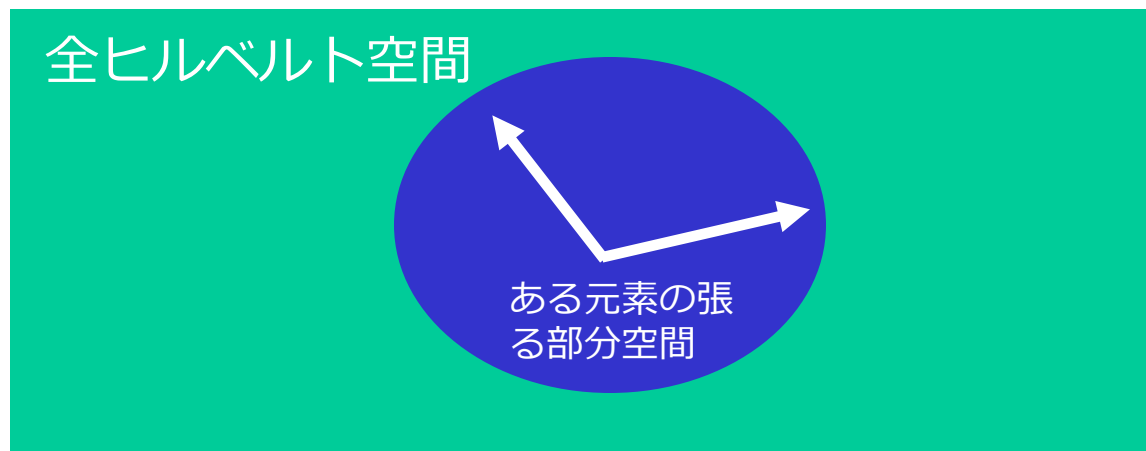 全ヒルベルト空間
ある元素の張
る部分空間